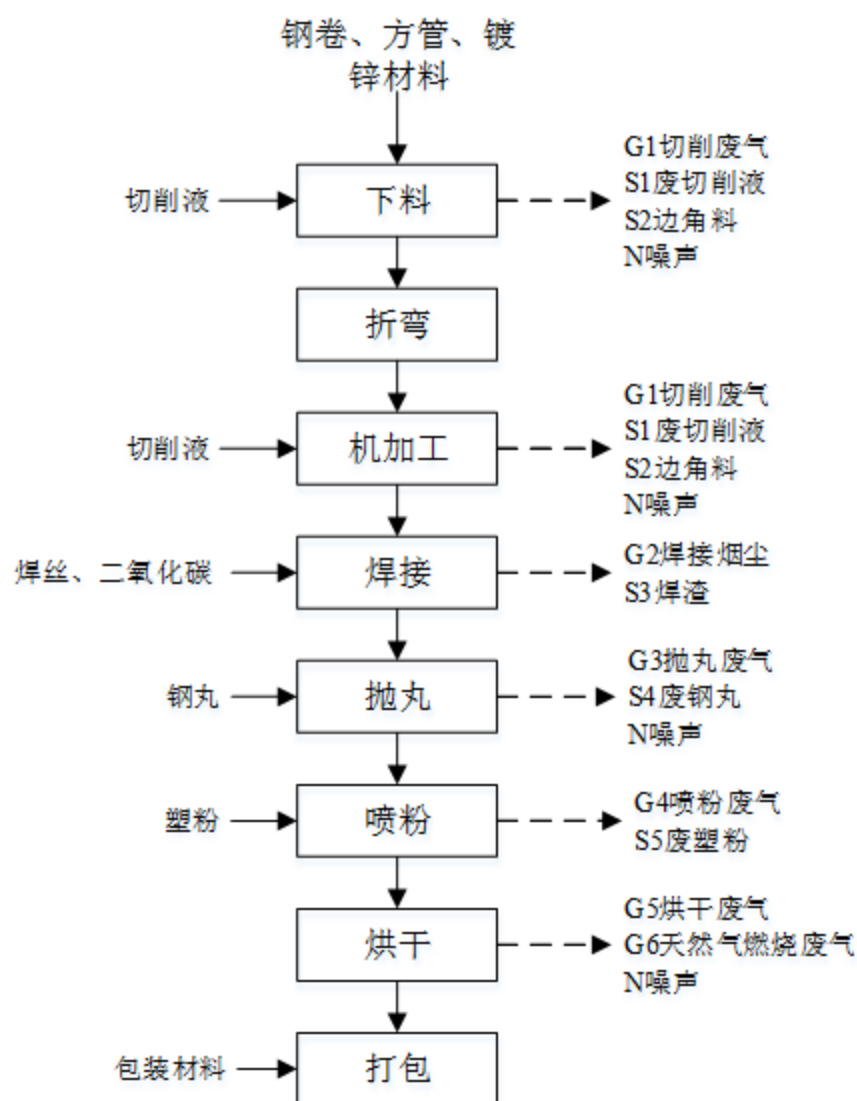 钢卷、方管、镀
锌材料
G1切削废气
切削液
下料
S1废切削液
S2边角料
N噪声
折弯
G1切削废气
切削液
机加工
S1废切削液
S2边角料
N噪声
焊丝、二氧化碳
焊接
G2焊接烟尘
S3焊渣
G3抛丸废气
钢丸
抛丸
S4废钢丸
N噪声
塑粉
喷粉
G4喷粉废气
S5废塑粉
G5烘干废气
烘干
G6天然气燃烧废气
N噪声
包装材料
打包